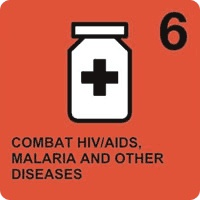 6
COMBAT HIV/AIDS,
MALARIA AND OTHER
DISEASES